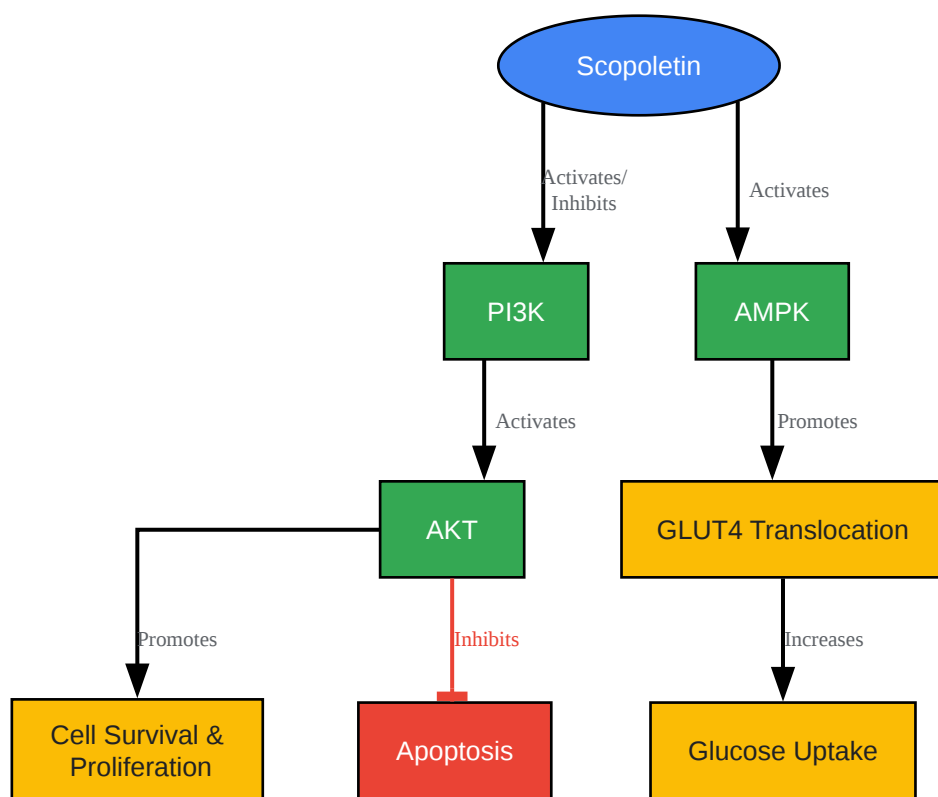 Scopoletin
Activates/
Inhibits
Activates
PI3K
AMPK
Activates
Promotes
AKT
GLUT4 Translocation
Promotes
Inhibits
Increases
Cell Survival &
Proliferation
Apoptosis
Glucose Uptake